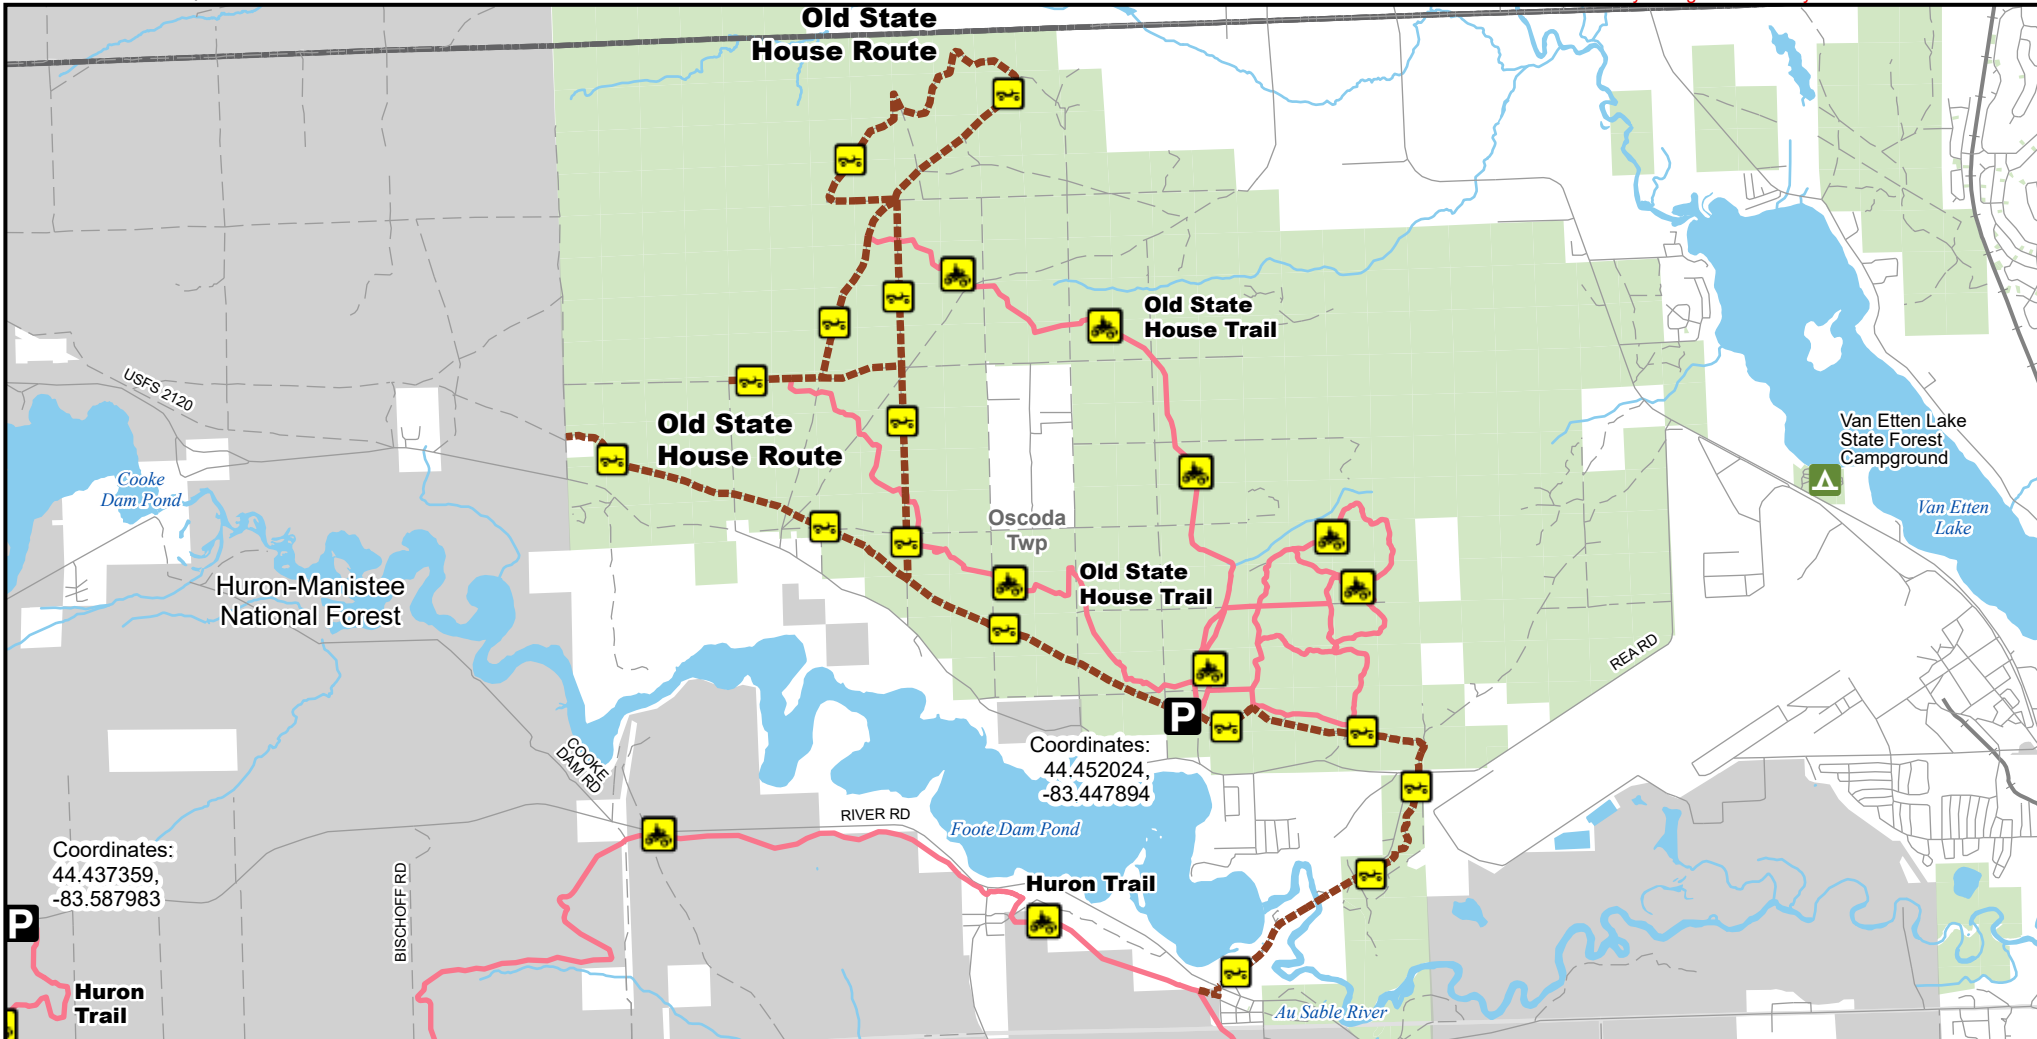 Old State
House Route
Old State
House Trail
USFS 2120
Old State
House Route
Van Etten Lake
State Forest
Campground
Cooke
Dam Pond
Van Etten
Lake
Oscoda
Twp
Huron-Manistee
National Forest
Old State
House Trail
REA RD
P
COOKE
DAM RD
Coordinates:
44.452024,
-83.447894
RIVER RD
Foote Dam Pond
Coordinates:
44.437359,
-83.587983
BISCHOFF RD
Huron Trail
P
Huron
Trail
Au Sable River